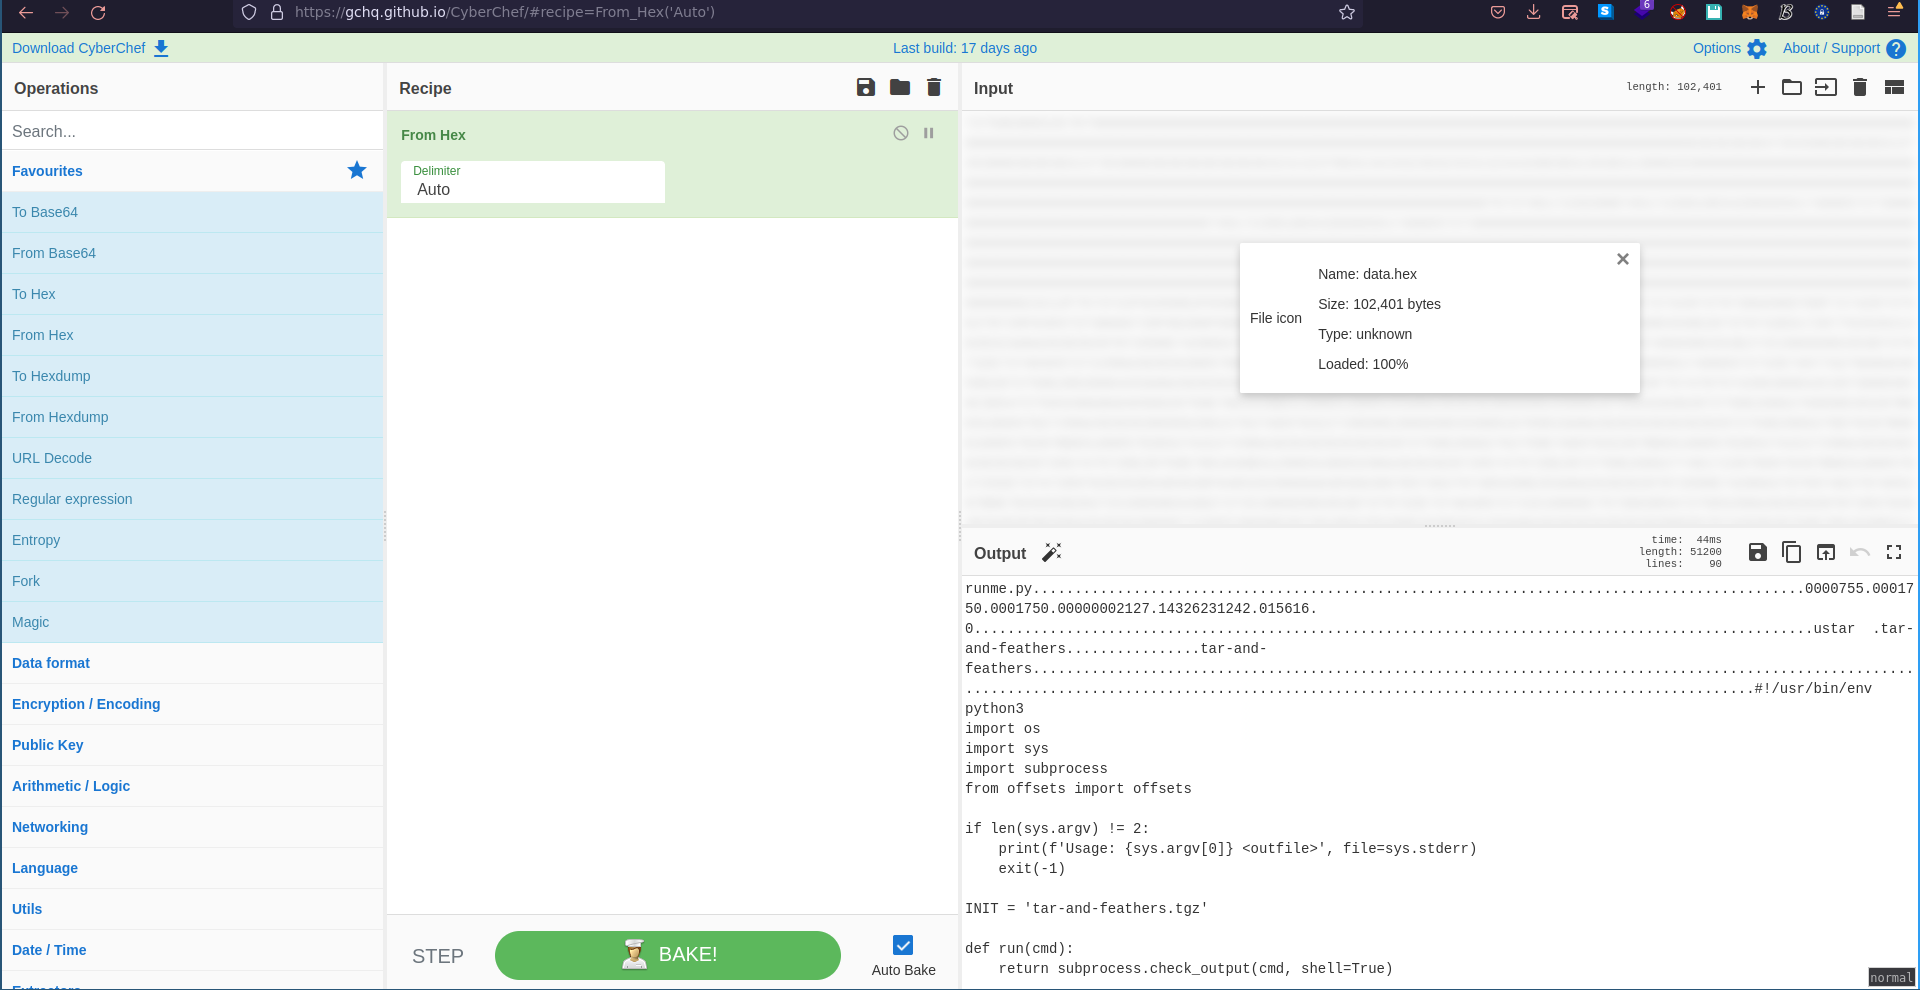 https://gchq.github.io/CyberChef/#recipe=From_Hex('Auto')
6
Download CyberChef
Last build: 17 days ago
Options
About / Support
Operations
Recipe
Input
length: 102,401
Search...
Favourites
To Base64
From Base64
To Hex
From Hex
To Hexdump
From Hexdump
URL Decode
Regular expression
Entropy
Fork
Magic
Data format
Encryption / Encoding
Public Key
Arithmetic / Logic
Networking
Language
Utils
Date / Time
From Hex
Delimiter
Auto
STEP
BAKE!
Auto Bake
File icon
Name: data.hex
Size: 102,401 bytes
Type: unknown
Loaded: 100%
Output
time: 44ms
length: 51200
lines: 90
runme.py............................................................................................0000755.00017
50.0001750.00000002127.14326231242.015616.
0....................................................................................................ustar  .tar-
and-feathers................tar-and-
feathers.........................................................................................................
..............................................................................................#!/usr/bin/env
python3
import os
import sys
import subprocess
from offsets import offsets
if len(sys.argv) != 2:
    print(f'Usage: {sys.argv[0]} <outfile>', file=sys.stderr)
    exit(-1)
INIT = 'tar-and-feathers.tgz'
def run(cmd):
    return subprocess.check_output(cmd, shell=True)
normal